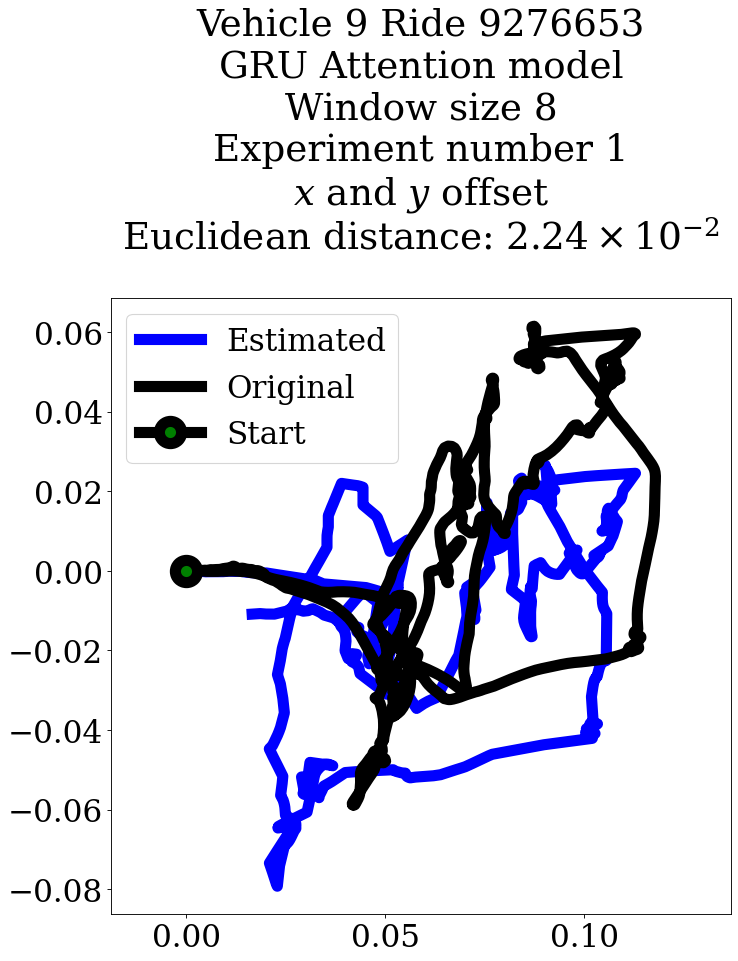 Vehicle 9 Ride 9276653
GRU Attention model
Window size 8
Experiment number 1
x and y offset
Euclidean distance: 2.24 × 10⁻²
Estimated
Original
Start
0.06
0.04
0.02
0.00
−0.02
−0.04
−0.06
−0.08
0.00 0.05 0.10